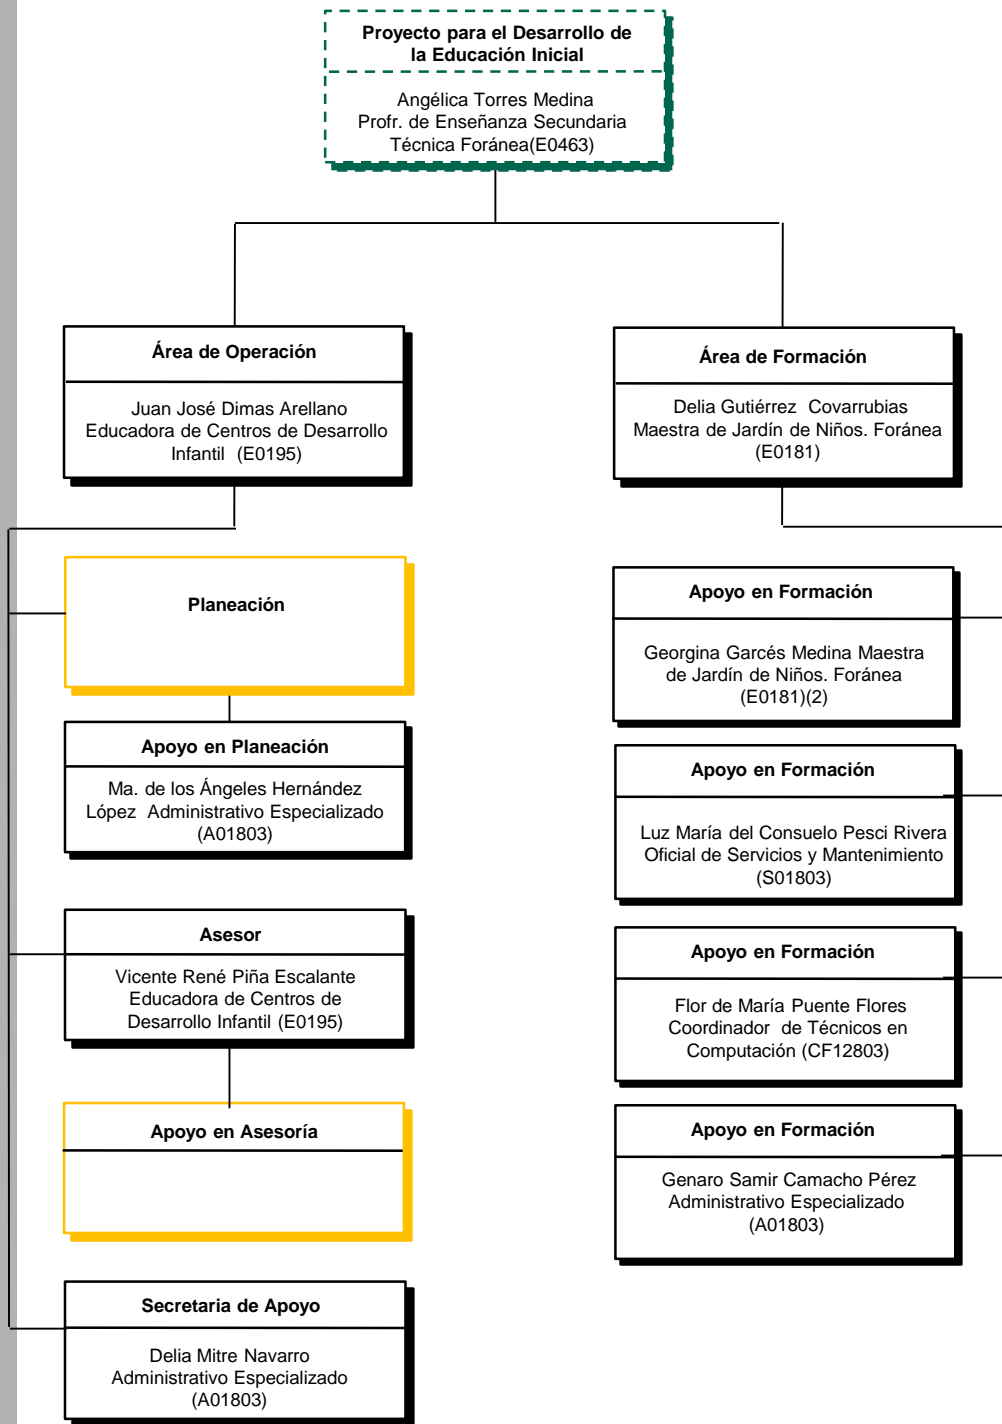 Proyecto para el Desarrollo de
la Educación Inicial
Angélica Torres Medina
Profr. de Enseñanza Secundaria
Técnica Foránea(E0463)
Área de Operación
Juan José Dimas Arellano
Educadora de Centros de Desarrollo
Infantil (E0195)
Planeación
Apoyo en Planeación
Ma. de los Ángeles Hernández
López Administrativo Especializado
(A01803)
Asesor
Vicente René Piña Escalante
Educadora de Centros de
Desarrollo Infantil (E0195)
Apoyo en Asesoría
Secretaria de Apoyo
Delia Mitre Navarro
Administrativo Especializado
(A01803)
Área de Formación
Delia Gutiérrez Covarrubias
Maestra de Jardín de Niños. Foránea
(E0181)
Apoyo en Formación
Georgina Garcés Medina Maestra
de Jardín de Niños. Foránea
(E0181)(2)
Apoyo en Formación
Luz María del Consuelo Pesci Rivera
Oficial de Servicios y Mantenimiento
(S01803)
Apoyo en Formación
Flor de María Puente Flores
Coordinador de Técnicos en
Computación (CF12803)
Apoyo en Formación
Genaro Samir Camacho Pérez
Administrativo Especializado
(A01803)